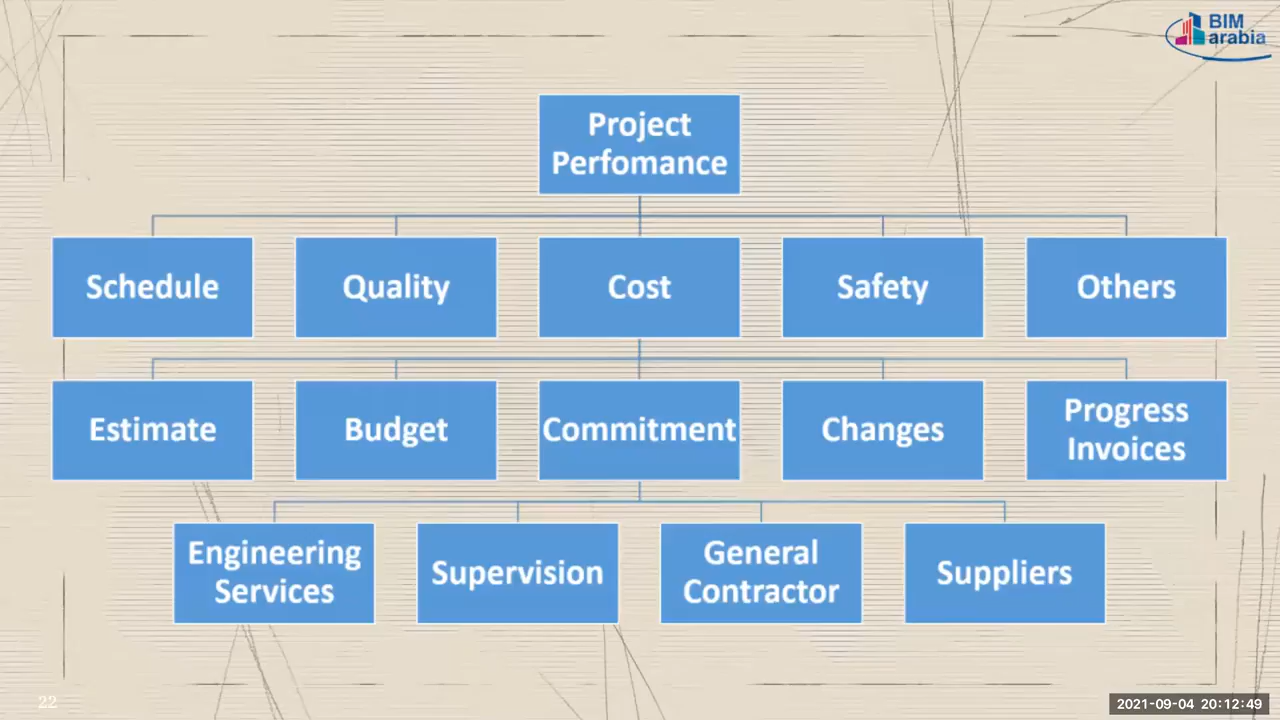 BIM
arabia
Project
Perfomance
Schedule
Quality
Cost
Safety
Others
Estimate
Budget
Commitment
Changes
Progress
Invoices
Engineering
Services
Supervision
General
Contractor
Suppliers
22
2021-09-04 20:12:49